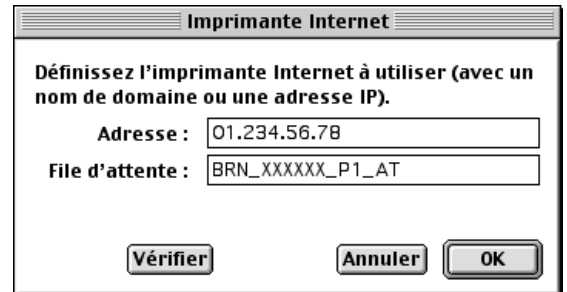 Imprimante Internet
Définissez l'imprimante Internet à utiliser (avec un
nom de domaine ou une adresse IP).
Adresse : 01.234.56.78
File d'attente : BRN_XXXXXX_P1_AT
Vérifier Annuler OK